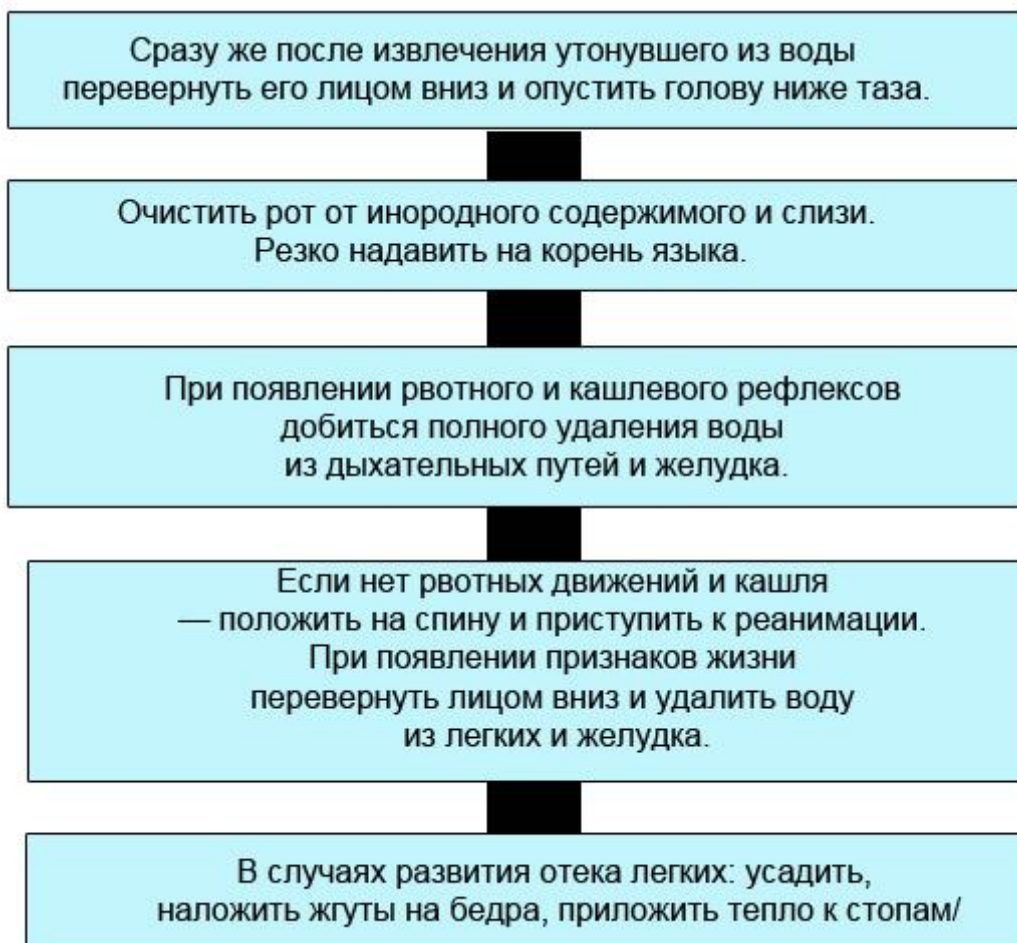 Сразу же после извлечения утонувшего из воды
перевернуть его лицом вниз и опустить голову ниже таза.
Очистить рот от инородного содержимого и слизи.
Резко надавить на корень языка.
При появлении рвотного и кашлевого рефлексов
добиться полного удаления воды
из дыхательных путей и желудка.
Если нет рвотных движений и кашля
— положить на спину и приступить к реанимации.
При появлении признаков жизни
перевернуть лицом вниз и удалить воду
из легких и желудка.
В случаях развития отека легких: усадить,
наложить жгуты на бедра, приложить тепло к стопам/